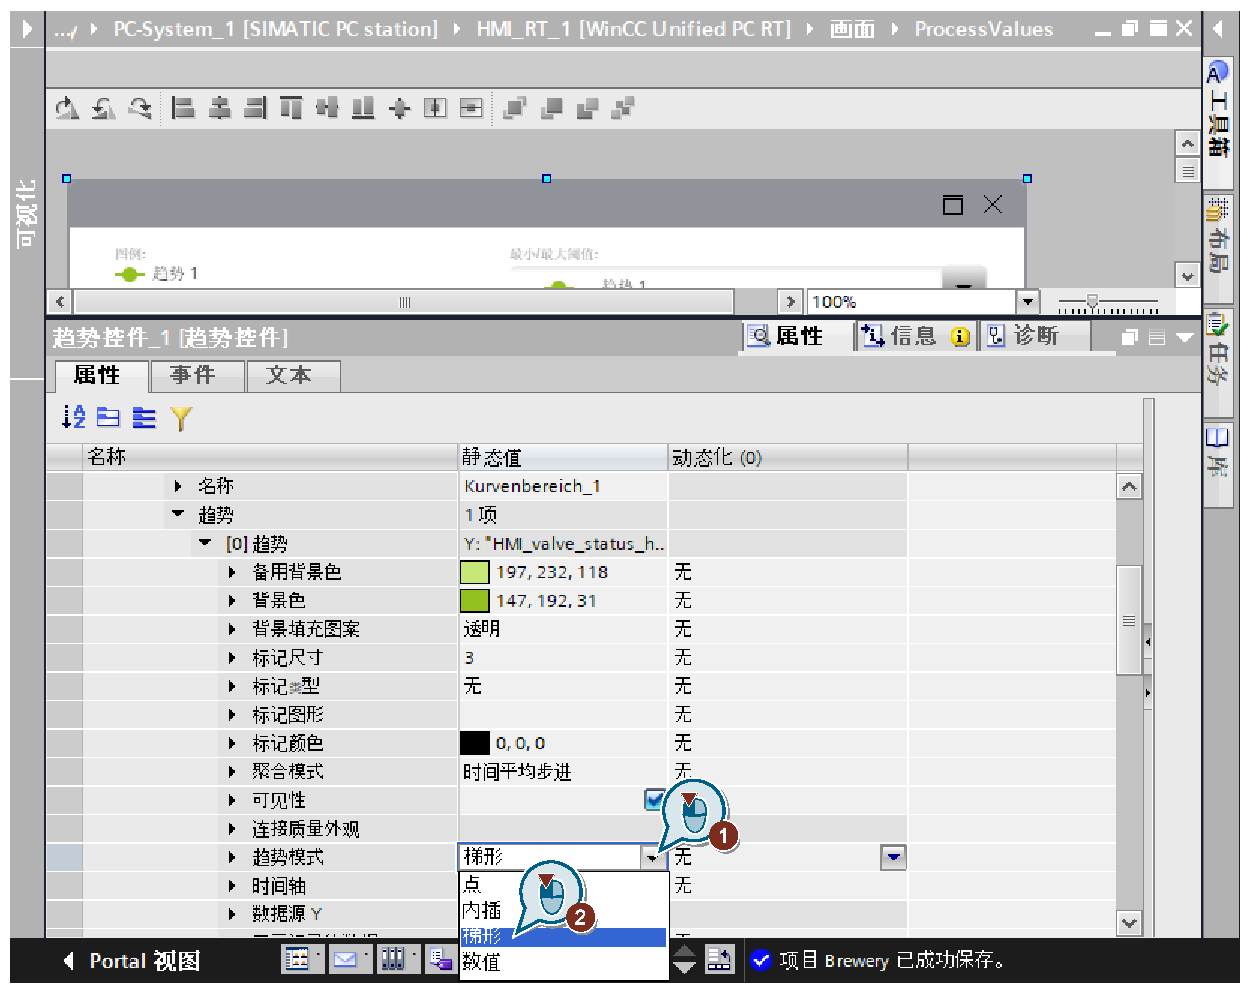 .../ PC-System_1 [SIMATIC PC station] HMI_RT_1 [WinCC Unified PC RT] 画面 ProcessValues
工具箱
布局
任务
库
可视化
图例:
趋势 1
最小/最大阈值:
趋势 1
100%
趋势控件_1 [趋势控件]
属性 信息 诊断
属性 事件 文本
名称 静态值 动态化 (0)
名称 Kurvenbereich_1
趋势 1 项
[0] 趋势 Y: "HMI_valve_status_h..
备用背景色 197, 232, 118 无
背景色 147, 192, 31 无
背景填充图案 透明 无
标记尺寸 3 无
标记类型 无 无
标记图形 无
标记颜色 0, 0, 0 无
聚合模式 时间平均步进 无
可见性
连接质量外观
趋势模式 梯形 无
时间轴 无
数据源 Y
点
内插
梯形
数值
1
2
Portal 视图
项目 Brewery 已成功保存。